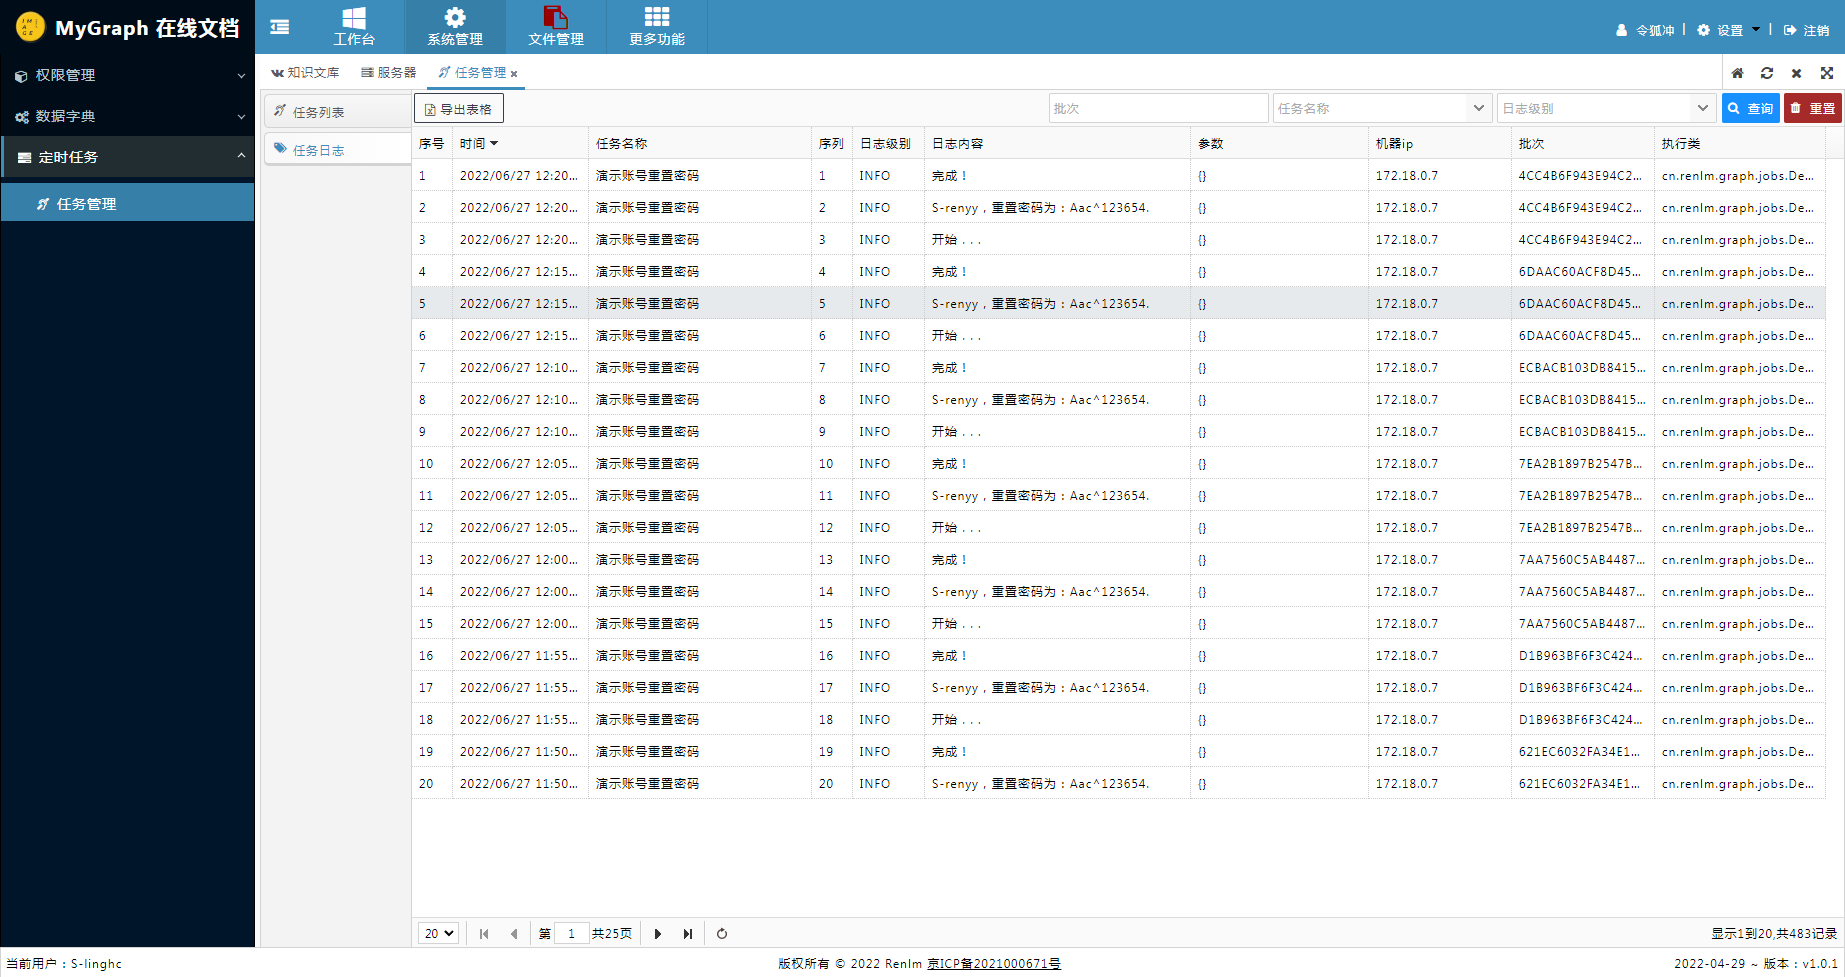 MyGraph 在线文档
工作台
系统管理
文件管理
更多功能
令狐冲 | 设置 | 注销
权限管理
数据字典
定时任务
任务管理
知识文库 服务器 任务管理
任务列表
任务日志
导出表格 批次 任务名称 日志级别 查询 重置
序号 时间 任务名称 序列 日志级别 日志内容 参数 机器ip 批次 执行类
1 2022/06/27 12:20... 演示账号重置密码 1 INFO 完成！ {} 172.18.0.7 4CC4B6F943E94C2... cn.renlm.graph.jobs.De...
2 2022/06/27 12:20... 演示账号重置密码 2 INFO S-renyy，重置密码为：Aac^123654. {} 172.18.0.7 4CC4B6F943E94C2... cn.renlm.graph.jobs.De...
3 2022/06/27 12:20... 演示账号重置密码 3 INFO 开始... {} 172.18.0.7 4CC4B6F943E94C2... cn.renlm.graph.jobs.De...
4 2022/06/27 12:15... 演示账号重置密码 4 INFO 完成！ {} 172.18.0.7 6DAAC60ACF8D45... cn.renlm.graph.jobs.De...
5 2022/06/27 12:15... 演示账号重置密码 5 INFO S-renyy，重置密码为：Aac^123654. {} 172.18.0.7 6DAAC60ACF8D45... cn.renlm.graph.jobs.De...
6 2022/06/27 12:15... 演示账号重置密码 6 INFO 开始... {} 172.18.0.7 6DAAC60ACF8D45... cn.renlm.graph.jobs.De...
7 2022/06/27 12:10... 演示账号重置密码 7 INFO 完成！ {} 172.18.0.7 ECBACB103DB8415... cn.renlm.graph.jobs.De...
8 2022/06/27 12:10... 演示账号重置密码 8 INFO S-renyy，重置密码为：Aac^123654. {} 172.18.0.7 ECBACB103DB8415... cn.renlm.graph.jobs.De...
9 2022/06/27 12:10... 演示账号重置密码 9 INFO 开始... {} 172.18.0.7 ECBACB103DB8415... cn.renlm.graph.jobs.De...
10 2022/06/27 12:05... 演示账号重置密码 10 INFO 完成！ {} 172.18.0.7 7EA2B1897B2547B... cn.renlm.graph.jobs.De...
11 2022/06/27 12:05... 演示账号重置密码 11 INFO S-renyy，重置密码为：Aac^123654. {} 172.18.0.7 7EA2B1897B2547B... cn.renlm.graph.jobs.De...
12 2022/06/27 12:05... 演示账号重置密码 12 INFO 开始... {} 172.18.0.7 7EA2B1897B2547B... cn.renlm.graph.jobs.De...
13 2022/06/27 12:00... 演示账号重置密码 13 INFO 完成！ {} 172.18.0.7 7AA7560C5AB4487... cn.renlm.graph.jobs.De...
14 2022/06/27 12:00... 演示账号重置密码 14 INFO S-renyy，重置密码为：Aac^123654. {} 172.18.0.7 7AA7560C5AB4487... cn.renlm.graph.jobs.De...
15 2022/06/27 12:00... 演示账号重置密码 15 INFO 开始... {} 172.18.0.7 7AA7560C5AB4487... cn.renlm.graph.jobs.De...
16 2022/06/27 11:55... 演示账号重置密码 16 INFO 完成！ {} 172.18.0.7 D1B963BF6F3C424... cn.renlm.graph.jobs.De...
17 2022/06/27 11:55... 演示账号重置密码 17 INFO S-renyy，重置密码为：Aac^123654. {} 172.18.0.7 D1B963BF6F3C424... cn.renlm.graph.jobs.De...
18 2022/06/27 11:55... 演示账号重置密码 18 INFO 开始... {} 172.18.0.7 D1B963BF6F3C424... cn.renlm.graph.jobs.De...
19 2022/06/27 11:50... 演示账号重置密码 19 INFO 完成！ {} 172.18.0.7 621EC6032FA34E1... cn.renlm.graph.jobs.De...
20 2022/06/27 11:50... 演示账号重置密码 20 INFO S-renyy，重置密码为：Aac^123654. {} 172.18.0.7 621EC6032FA34E1... cn.renlm.graph.jobs.De...
20 第 1 共25页 显示1到20,共483记录
当前用户：S-linghc 版权所有 © 2022 Renlm 京ICP备2021000671号 2022-04-29 ~ 版本：v1.0.1